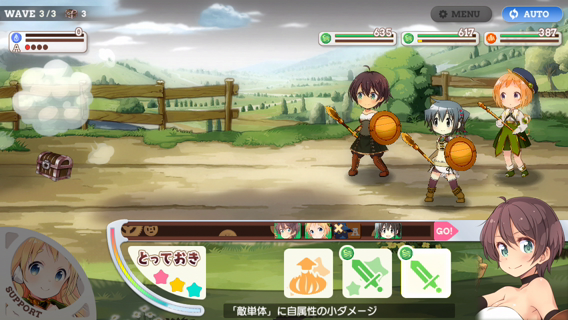 WAVE 3/3 3
MENU
AUTO
0
A
635
617
387
GO!
とっておき
SUPPORT
「敵単体」に自属性の小ダメージ